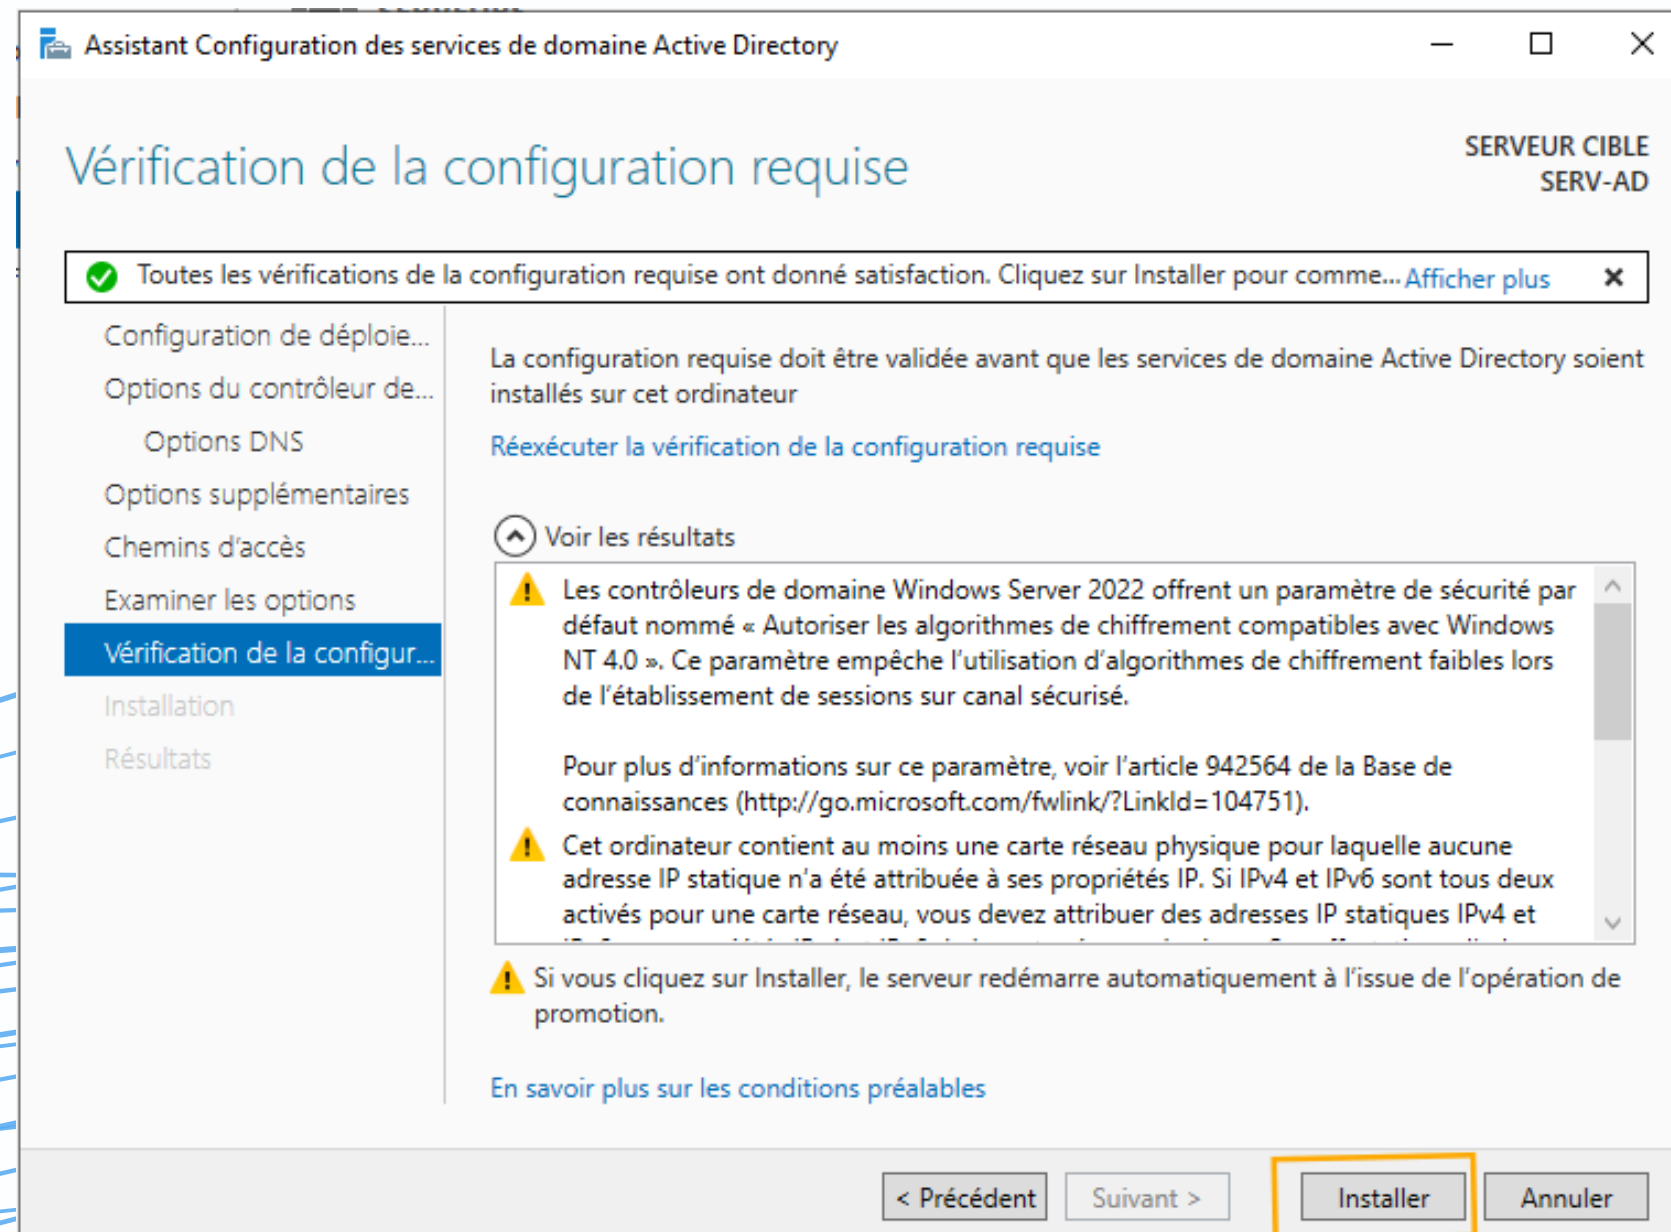 Assistant Configuration des services de domaine Active Directory
Vérification de la configuration requise
SERVEUR CIBLE
SERV-AD
Toutes les vérifications de la configuration requise ont donné satisfaction. Cliquez sur Installer pour comme... Afficher plus
Configuration de déploie...
Options du contrôleur de...
Options DNS
Options supplémentaires
Chemins d'accès
Examiner les options
Vérification de la configur...
Installation
Résultats
La configuration requise doit être validée avant que les services de domaine Active Directory soient
installés sur cet ordinateur
Réexécuter la vérification de la configuration requise
Voir les résultats
Les contrôleurs de domaine Windows Server 2022 offrent un paramètre de sécurité par
défaut nommé « Autoriser les algorithmes de chiffrement compatibles avec Windows
NT 4.0 ». Ce paramètre empêche l'utilisation d'algorithmes de chiffrement faibles lors
de l'établissement de sessions sur canal sécurisé.
Pour plus d'informations sur ce paramètre, voir l'article 942564 de la Base de
connaissances (http://go.microsoft.com/fwlink/?LinkId=104751).
Cet ordinateur contient au moins une carte réseau physique pour laquelle aucune
adresse IP statique n'a été attribuée à ses propriétés IP. Si IPv4 et IPv6 sont tous deux
activés pour une carte réseau, vous devez attribuer des adresses IP statiques IPv4 et
Si vous cliquez sur Installer, le serveur redémarre automatiquement à l'issue de l'opération de
promotion.
En savoir plus sur les conditions préalables
< Précédent
Suivant >
Installer
Annuler